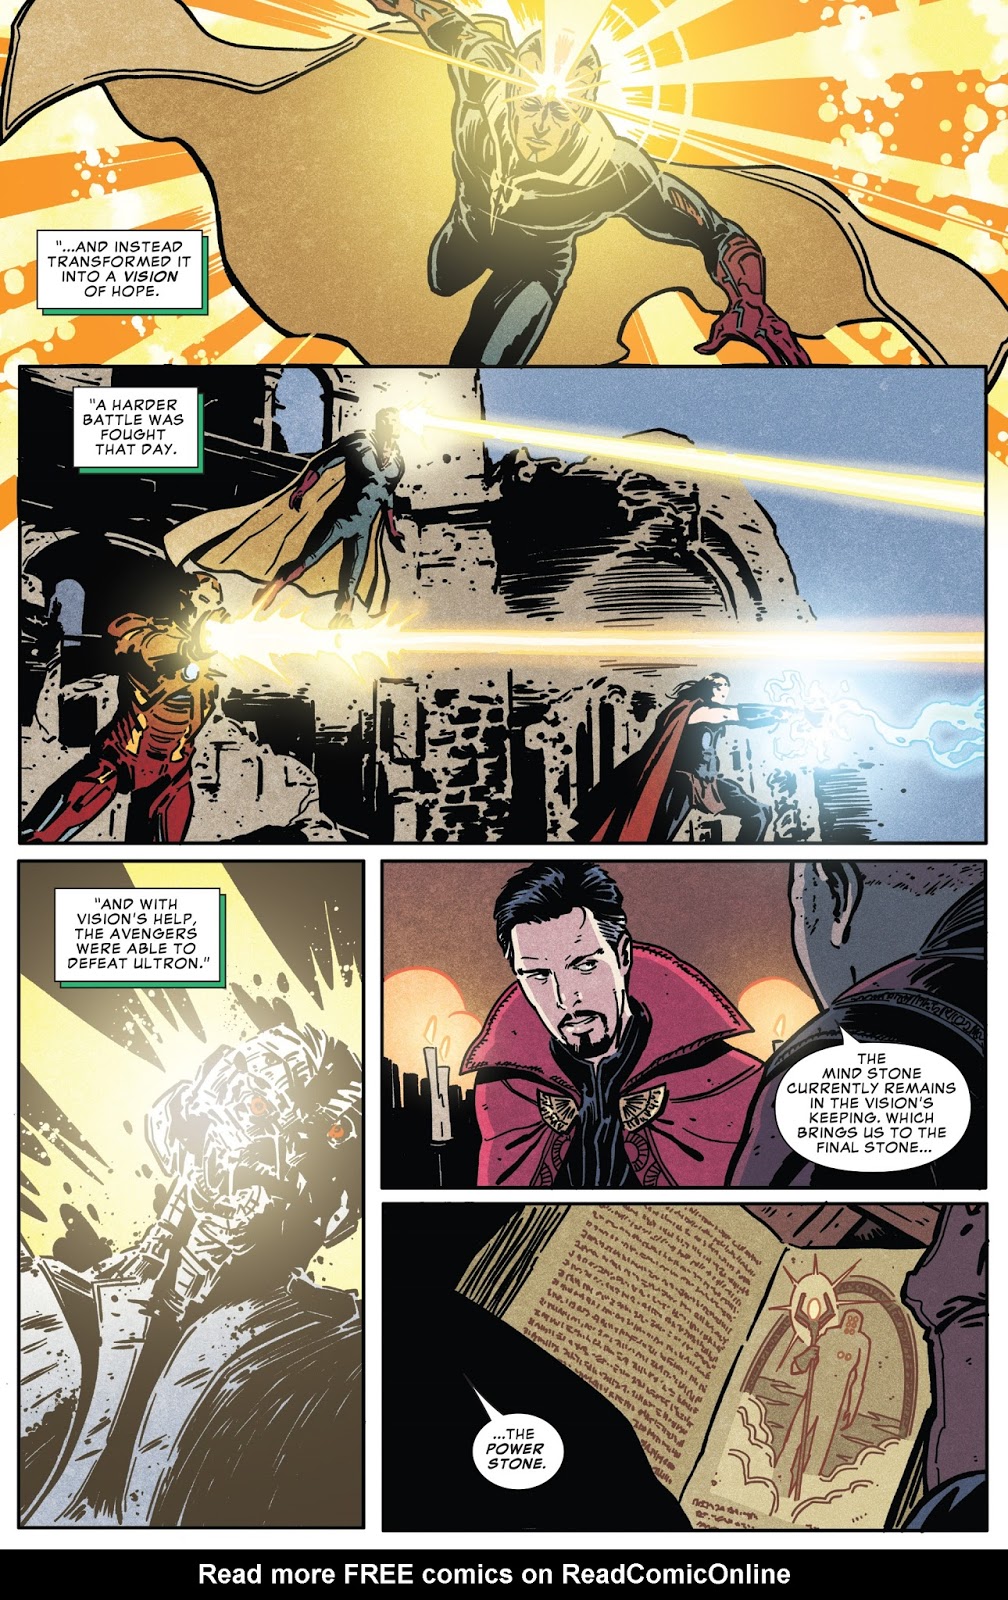 "...AND INSTEAD
TRANSFORMED IT
INTO A VISION
OF HOPE.
"A HARDER
BATTLE WAS
FOUGHT
THAT DAY.
"AND WITH
VISION'S HELP,
THE AVENGERS
WERE ABLE TO
DEFEAT ULTRON."
THE
MIND STONE
CURRENTLY REMAINS
IN THE VISION'S
KEEPING. WHICH
BRINGS US TO THE
FINAL STONE...
...THE
POWER
STONE.
Read more FREE comics on ReadComicOnline